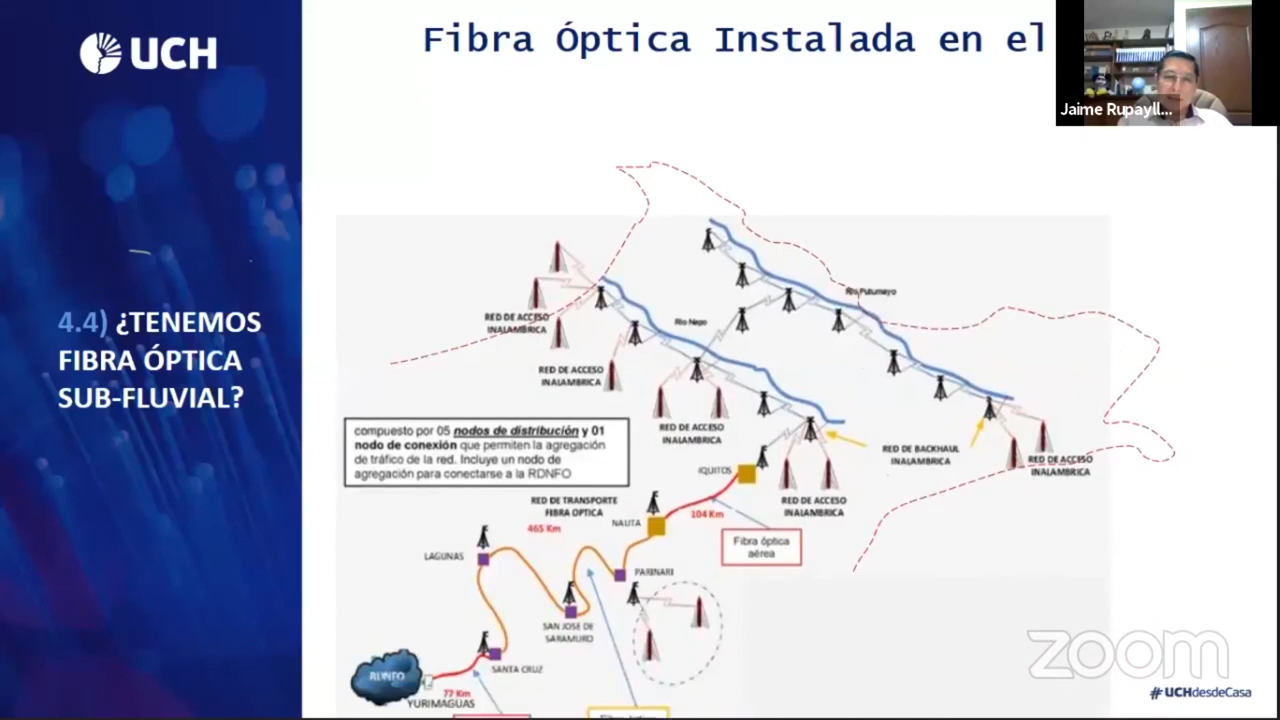 UCH
Fibra Óptica Instalada en el
Jaime Rupayll...
4.4) ¿TENEMOS
FIBRA ÓPTICA
SUB-FLUVIAL?
Río Putumayo
RED DE ACCESO
INALAMBRICA
Río Napo
RED DE ACCESO
INALAMBRICA
RED DE ACCESO
INALAMBRICA
RED DE BACKHAUL
INALAMBRICA
RED DE ACCESO
INALAMBRICA
compuesto por 05 nodos de distribución y 01
nodo de conexión que permiten la agregación
de tráfico de la red. Incluye un nodo de
agregación para conectarse a la RDNFO
IQUITOS
RED DE ACCESO
INALAMBRICA
RED DE TRANSPORTE
FIBRA OPTICA
465 Km
NAUTA
104 Km
Fibra óptica
aérea
LAGUNAS
PARINARI
SAN JOSE DE
SARAMURO
SANTA CRUZ
RDNFO
77 Km
YURIMAGUAS
zoom
#UCHdesdeCasa